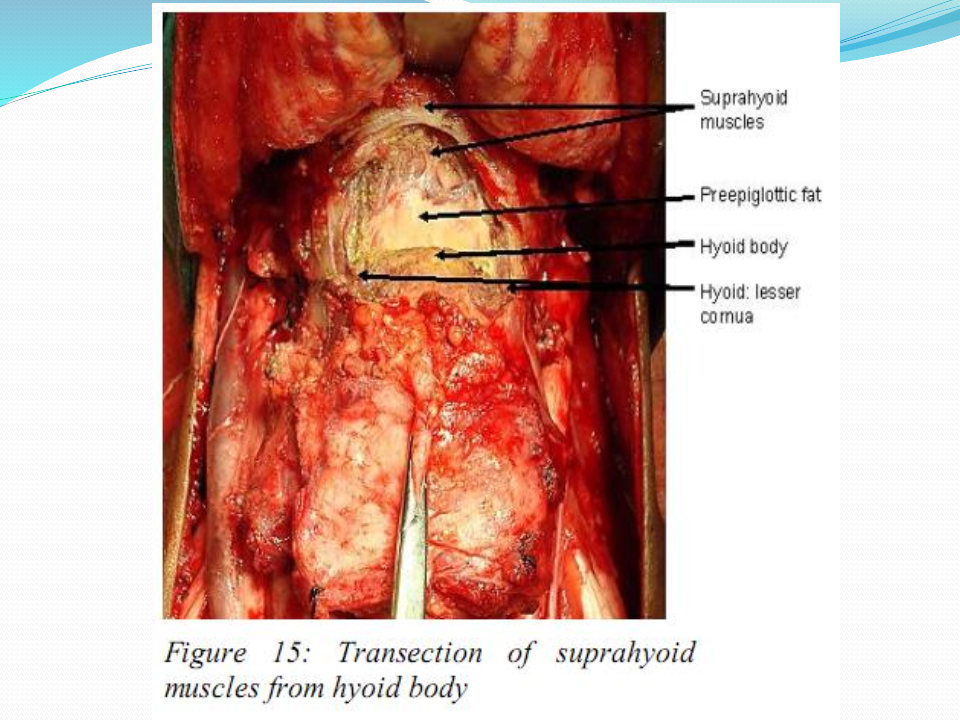 Suprahyoid
muscles
Preepiglottic fat
Hyoid body
Hyoid: lesser
cornua
Figure 15: Transection of suprahyoid
muscles from hyoid body